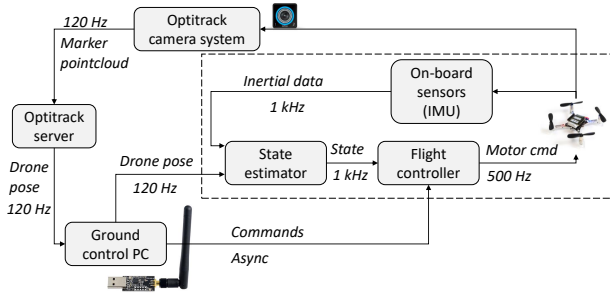 120 Hz
Marker
pointcloud
Optitrack
camera system
Inertial data
1 kHz
On-board
sensors
(IMU)
Optitrack
server
Drone
pose
120 Hz
Drone pose
120 Hz
State
estimator
State
1 kHz
Flight
controller
Motor cmd
500 Hz
Ground
control PC
Commands
Async